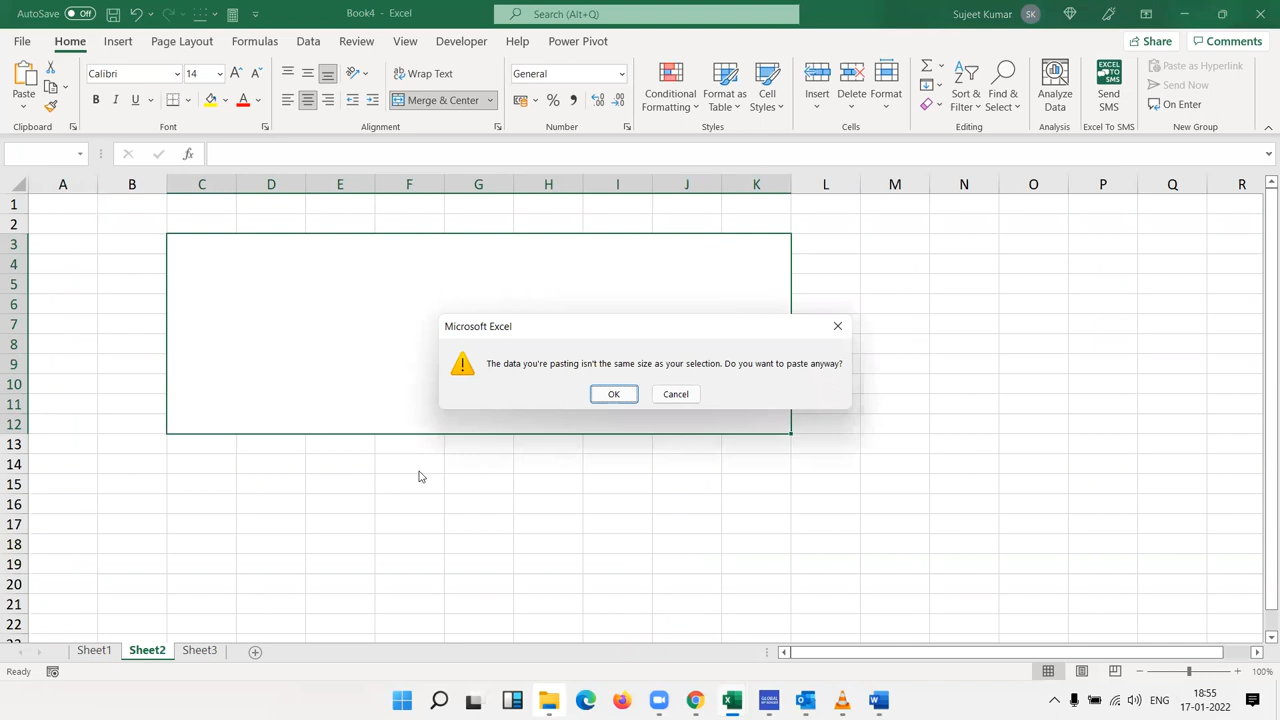 AutoSave Off Book4 - Excel Search (Alt+Q) Sujeet Kumar SK
File Home Insert Page Layout Formulas Data Review View Developer Help Power Pivot Share Comments
Calibri 14 Wrap Text General Paste as Hyperlink
Send Now
Paste B I U A Merge & Center % Conditional Formatting Format as Table Cell Styles Insert Delete Format Sort & Filter Find & Select Analyze Data EXCEL TO SMS Send SMS On Enter
Clipboard Font Alignment Number Styles Cells Editing Analysis Excel To SMS New Group
fx
A B C D E F G H I J K L M N O P Q R
1
2
3
4
5
6
7
8
9
10
11
12
13
14
15
16
17
18
19
20
21
22
23
Microsoft Excel
The data you're pasting isn't the same size as your selection. Do you want to paste anyway?
OK Cancel
Sheet1 Sheet2 Sheet3
Ready 100%
ENG 18:55
17-01-2022